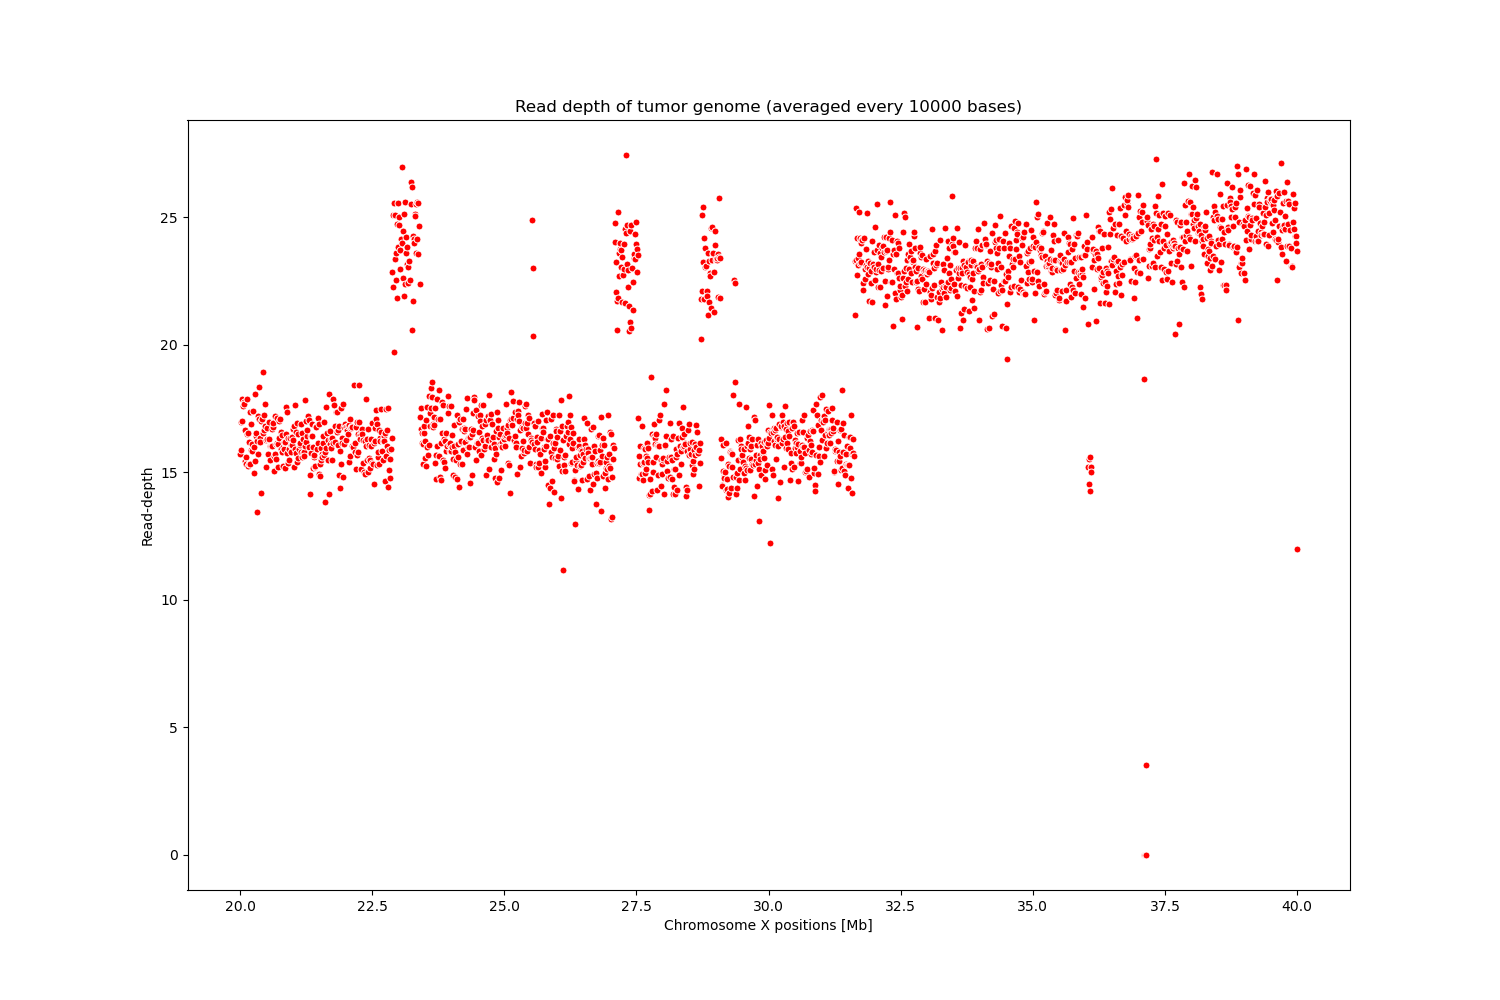 Read depth of tumor genome (averaged every 10000 bases)
25
20
15
10
5
0
Read-depth
20.0 22.5 25.0 27.5 30.0 32.5 35.0 37.5 40.0
Chromosome X positions [Mb]